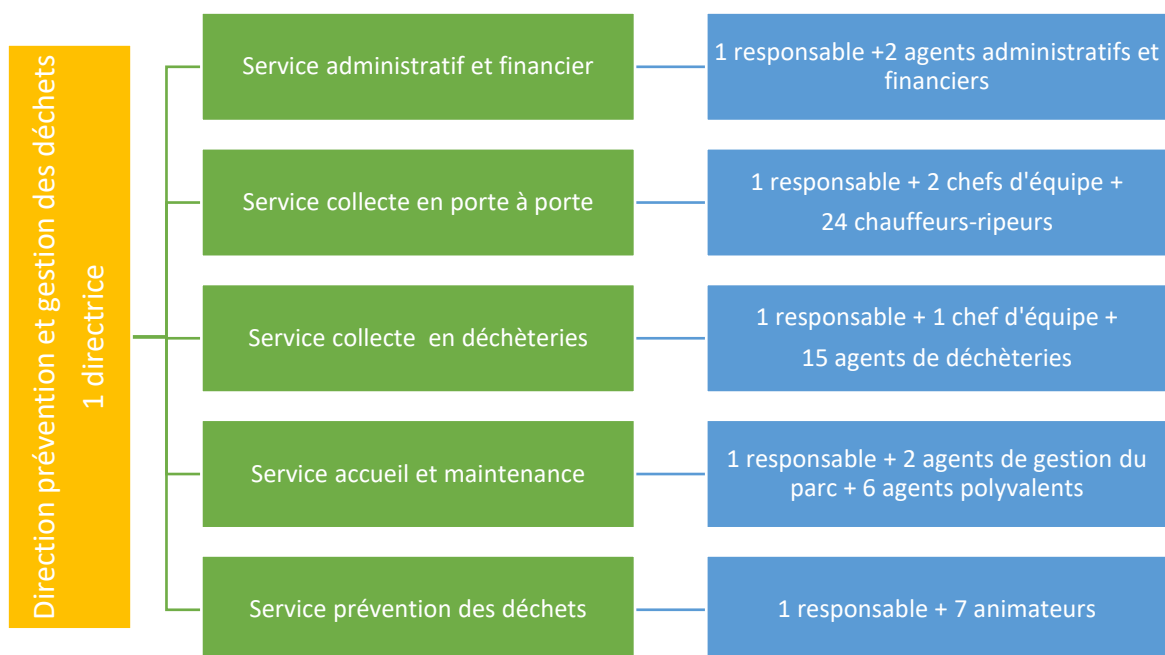 Direction prévention et gestion des déchets
1 directrice
Service administratif et financier
1 responsable +2 agents administratifs et
financiers
Service collecte en porte à porte
1 responsable + 2 chefs d'équipe +
24 chauffeurs-ripeurs
Service collecte  en déchèteries
1 responsable + 1 chef d'équipe +
15 agents de déchèteries
Service accueil et maintenance
1 responsable + 2 agents de gestion du
parc + 6 agents polyvalents
Service prévention des déchets
1 responsable + 7 animateurs